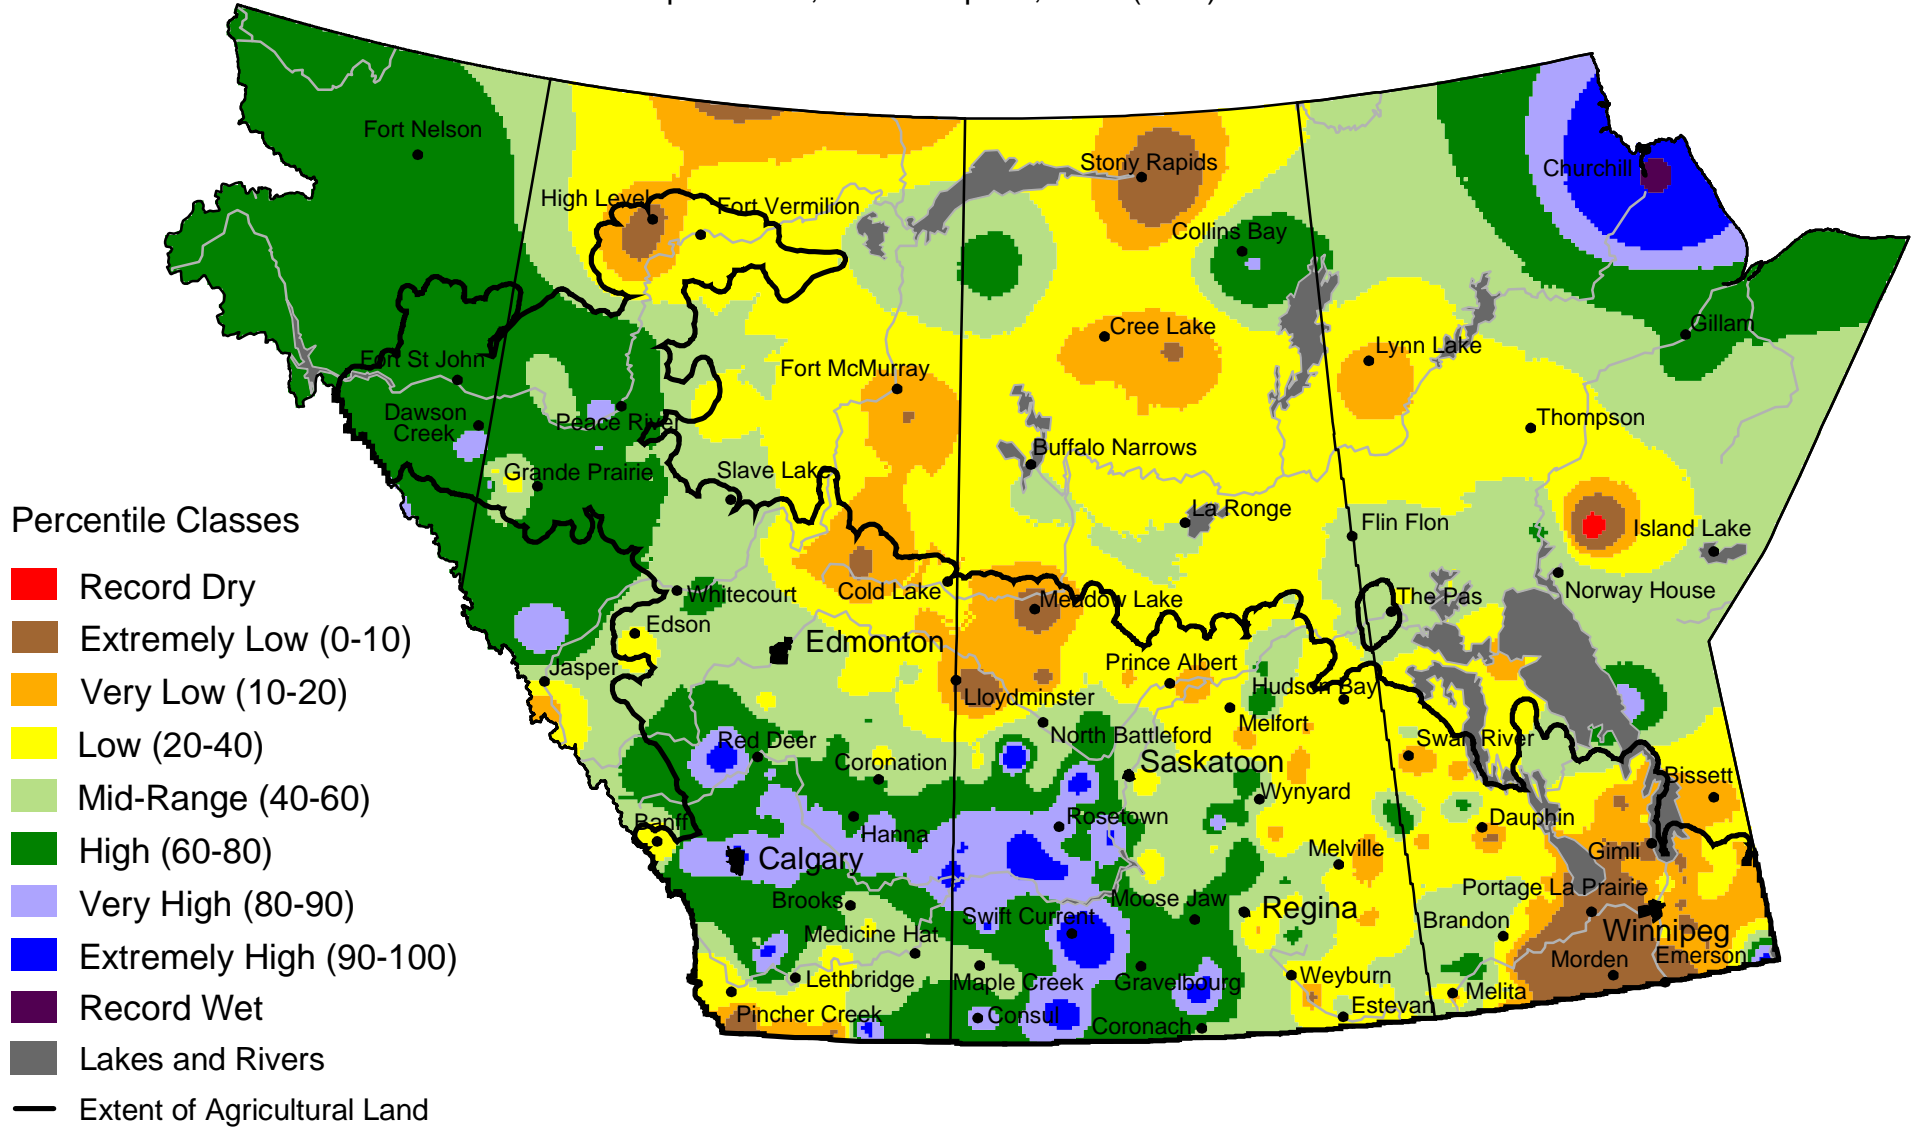 Fort Nelson
High Level
Fort Vermilion
Stony Rapids
Churchill
Collins Bay
Gillam
Cree Lake
Lynn Lake
Fort St John
Fort McMurray
Dawson
Creek
Peace River
Thompson
Buffalo Narrows
Grande Prairie
Slave Lake
La Ronge
Flin Flon
Island Lake
Whitecourt
Cold Lake
Meadow Lake
The Pas
Norway House
Edson
Edmonton
Jasper
Prince Albert
Hudson Bay
Lloydminster
Melfort
North Battleford
Red Deer
Swan River
Coronation
Saskatoon
Bissett
Wynyard
Banff
Hanna
Rosetown
Dauphin
Calgary
Melville
Gimli
Brooks
Moose Jaw
Portage La Prairie
Swift Current
Regina
Brandon
Medicine Hat
Winnipeg
Lethbridge
Maple Creek
Gravelbourg
Weyburn
Morden
Emerson
Pincher Creek
Consul
Coronach
Estevan
Melita
Percentile Classes
Record Dry
Extremely Low (0-10)
Very Low (10-20)
Low (20-40)
Mid-Range (40-60)
High (60-80)
Very High (80-90)
Extremely High (90-100)
Record Wet
Lakes and Rivers
Extent of Agricultural Land